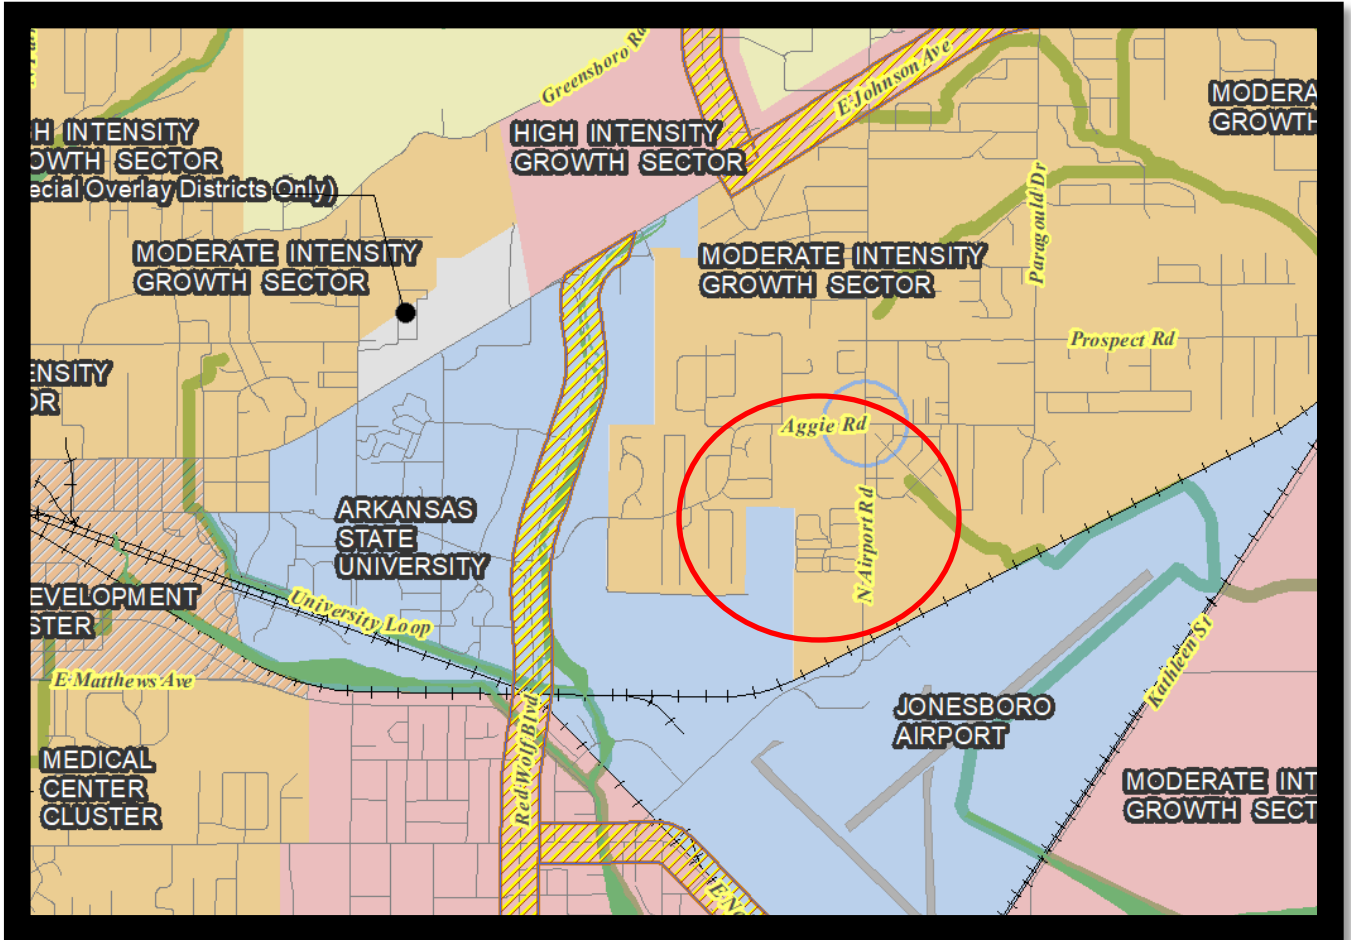 Greensboro Rd
E Johnson Ave
MODERA
GROWTH
H INTENSITY
OWTH SECTOR
ecial Overlay Districts Only)
HIGH INTENSITY
GROWTH SECTOR
Paragould Dr
MODERATE INTENSITY
GROWTH SECTOR
MODERATE INTENSITY
GROWTH SECTOR
Prospect Rd
ENSITY
OR
Aggie Rd
ARKANSAS
STATE
UNIVERSITY
N Airport Rd
EVELOPMENT
STER
University Loop
E Matthews Ave
Kathleen St
JONESBORO
AIRPORT
Red Wolf Blvd
MEDICAL
CENTER
CLUSTER
MODERATE INT
GROWTH SECT
E No